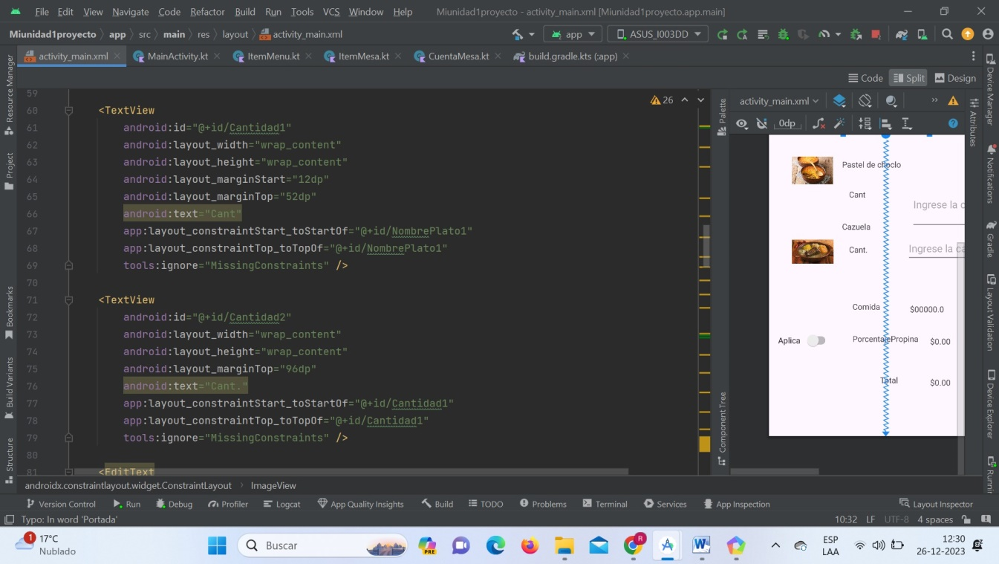 File Edit View Navigate Code Refactor Build Run Tools VCS Window Help Miunidad1proyecto - activity_main.xml [Miunidad1proyecto.app.main]
Miunidad1proyecto app src main res layout activity_main.xml app ASUS_I003DD
activity_main.xml MainActivity.kt ItemMenu.kt ItemMesa.kt CuentaMesa.kt build.gradle.kts (:app)
Code Split Design
Resource Manager
Project
Bookmarks
Build Variants
Structure
59
60 <TextView
61 android:id="@+id/Cantidad1"
62 android:layout_width="wrap_content"
63 android:layout_height="wrap_content"
64 android:layout_marginStart="12dp"
65 android:layout_marginTop="52dp"
66 android:text="Cant"
67 app:layout_constraintStart_toStartOf="@+id/NombrePlato1"
68 app:layout_constraintTop_toTopOf="@+id/NombrePlato1"
69 tools:ignore="MissingConstraints" />
70
71 <TextView
72 android:id="@+id/Cantidad2"
73 android:layout_width="wrap_content"
74 android:layout_height="wrap_content"
75 android:layout_marginTop="96dp"
76 android:text="Cant."
77 app:layout_constraintStart_toStartOf="@+id/Cantidad1"
78 app:layout_constraintTop_toTopOf="@+id/Cantidad1"
79 tools:ignore="MissingConstraints" />
80
81 <EditText
26
Palette
Component Tree
activity_main.xml
0dp
Pastel de choclo
Cant
Ingrese la c
Cazuela
Cant.
Ingrese la ca
Comida $00000.0
Aplica PorcentajePropina $0.00
Total $0.00
Attributes
Device Manager
Notifications
Gradle
Layout Validation
Device Explorer
Runnin
androidx.constraintlayout.widget.ConstraintLayout ImageView
Version Control Run Debug Profiler Logcat App Quality Insights Build TODO Problems Terminal Services App Inspection Layout Inspector
Typo: In word 'Portada' 10:32 LF UTF-8 4 spaces
1 17°C
Nublado
Buscar
PRE
R
W
ESP
LAA
12:30
26-12-2023